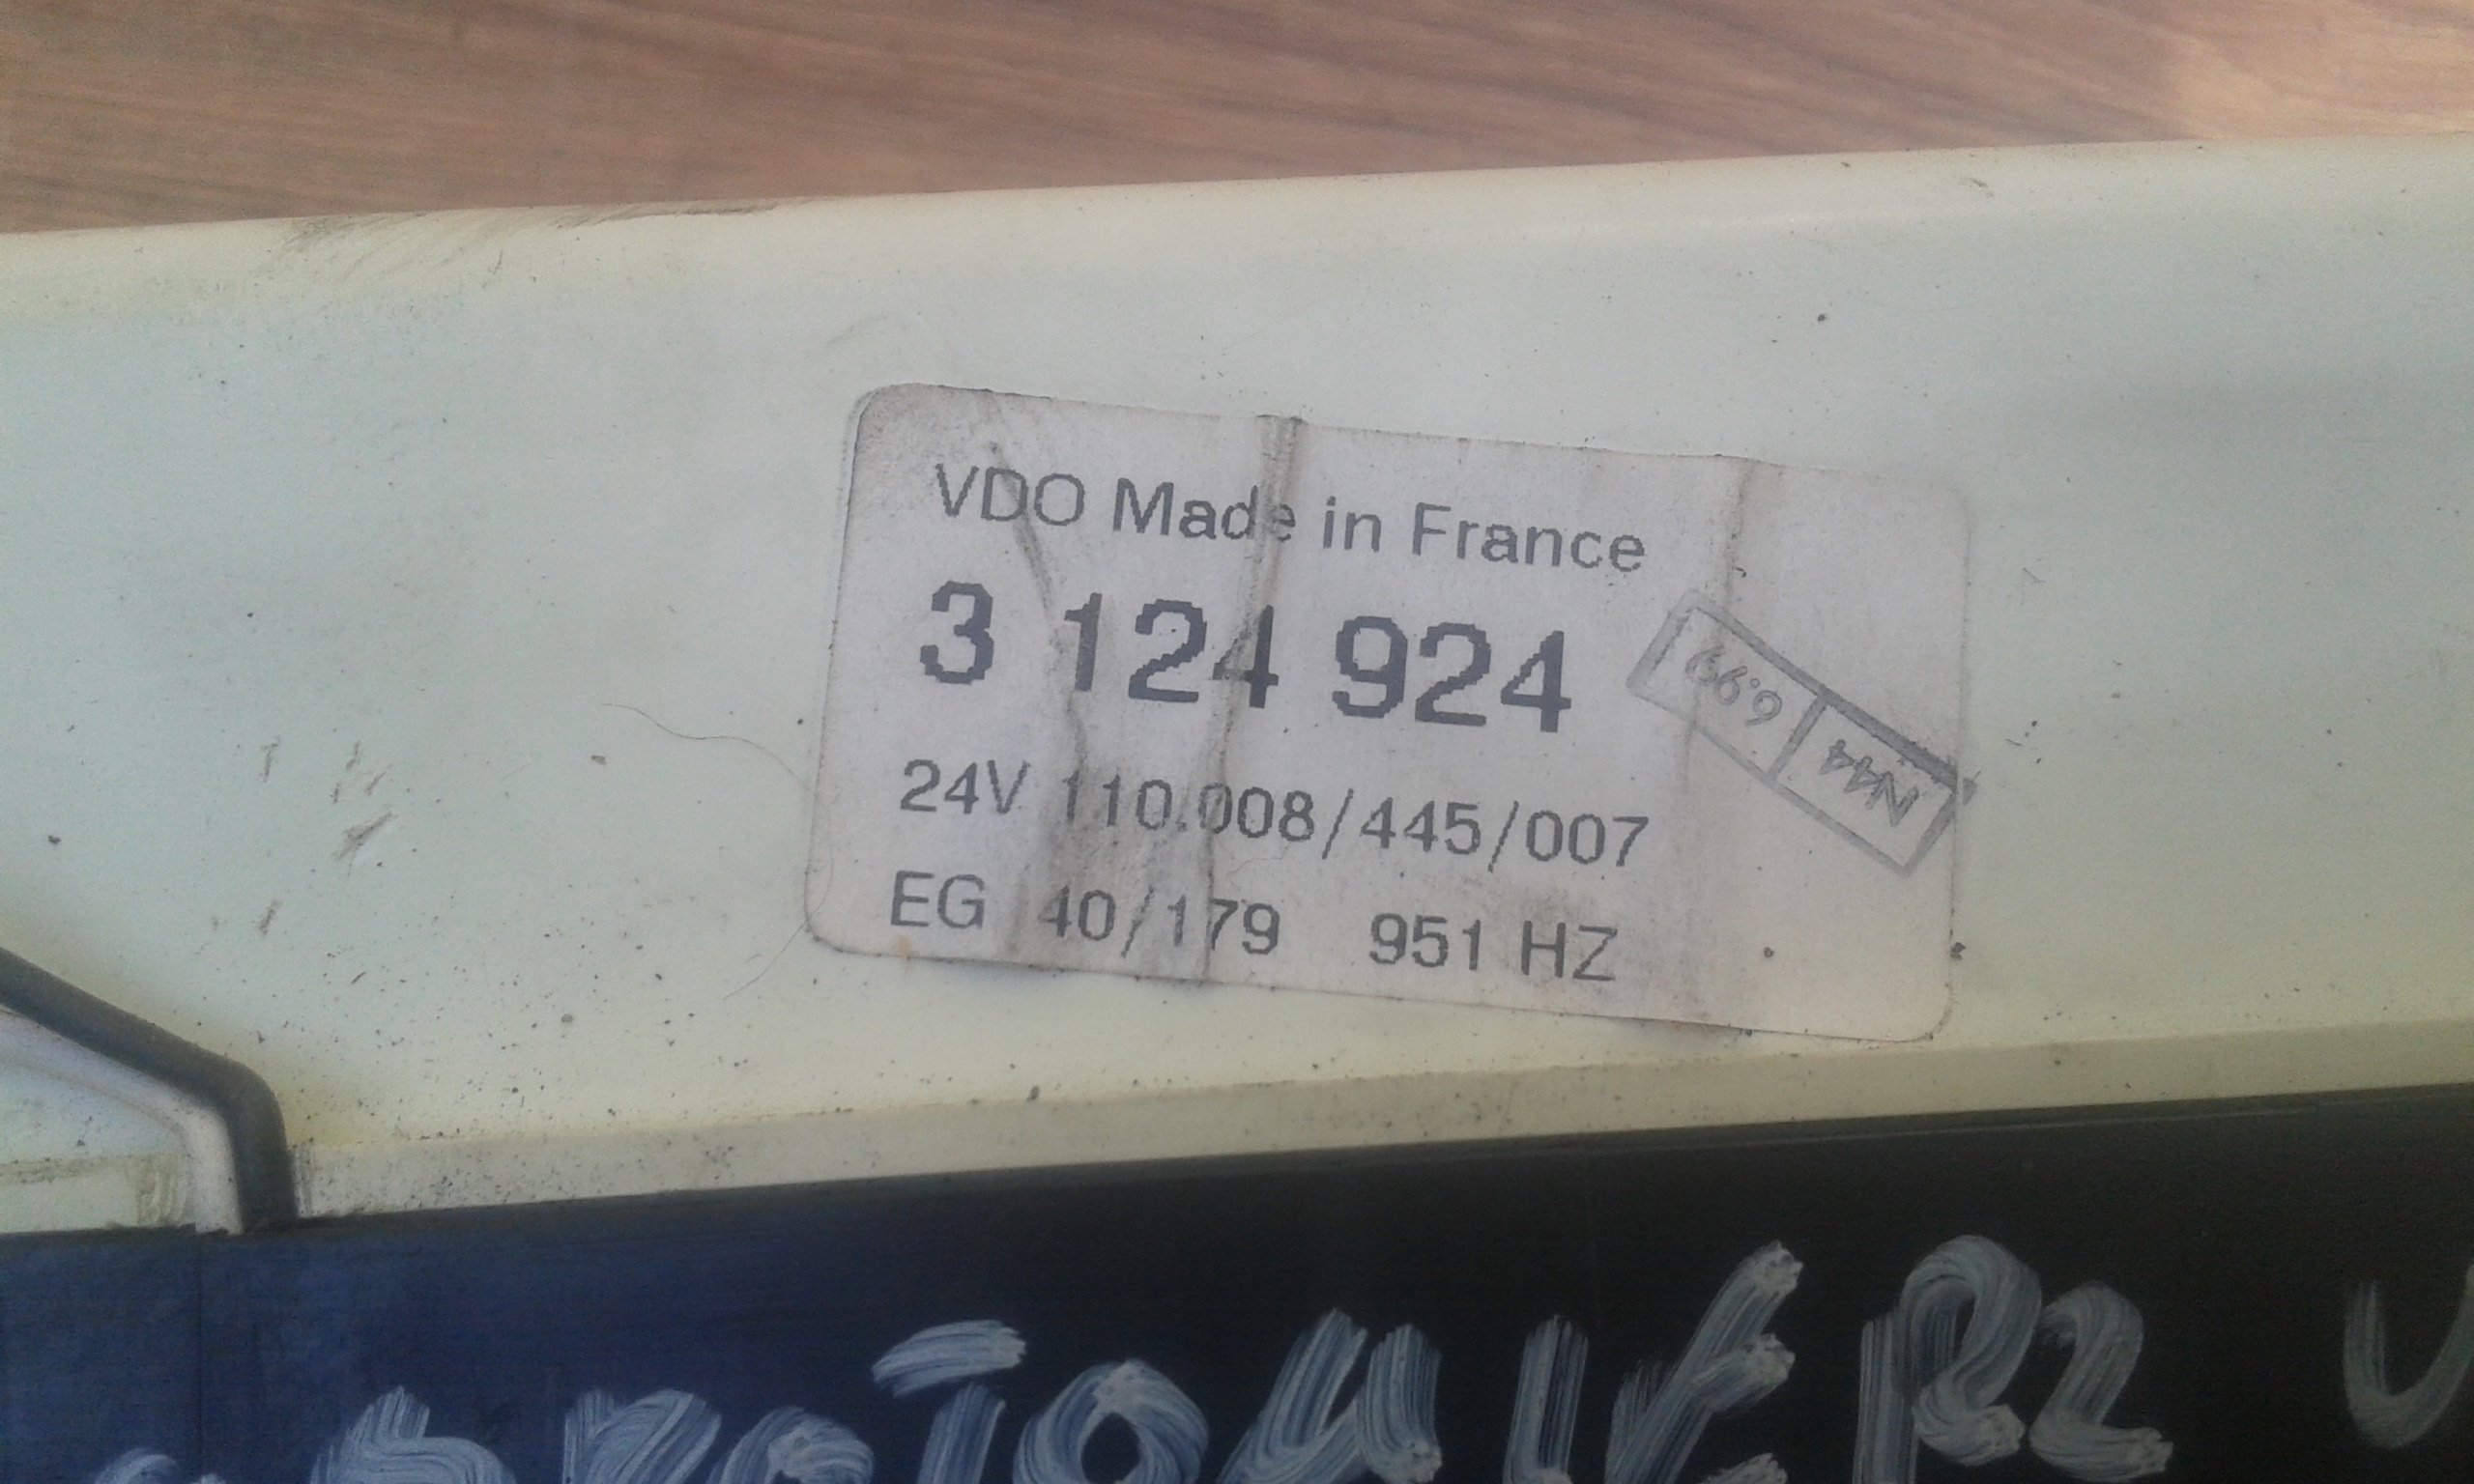 VDO Made in France
3 124 924
24V 110.008/445/007
EG 40/179 951 HZ
N44 6.99